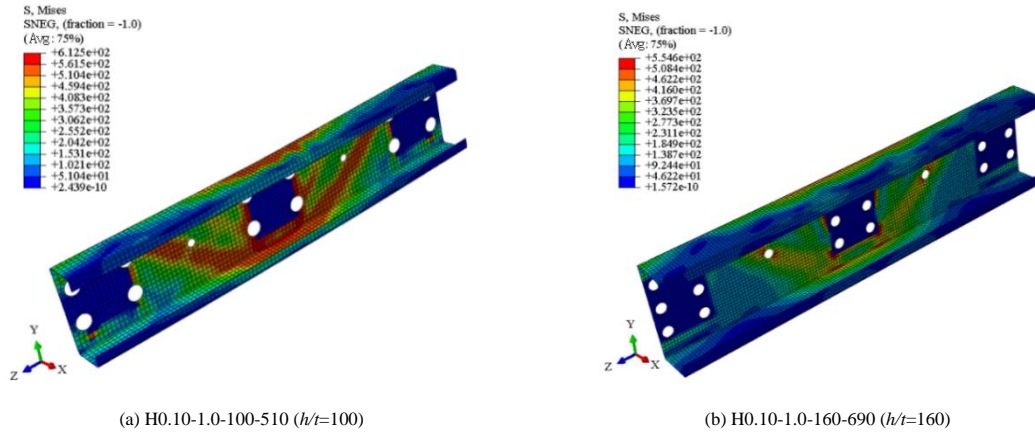 S, Mises
SNEG, (fraction = -1.0)
(Avg: 75%)
+6.125e+02
+5.615e+02
+5.104e+02
+4.594e+02
+4.083e+02
+3.573e+02
+3.062e+02
+2.552e+02
+2.042e+02
+1.531e+02
+1.021e+02
+5.104e+01
+2.439e-10
Y
Z
X
(a) H0.10-1.0-100-510 (h/t=100)
S, Mises
SNEG, (fraction = -1.0)
(Avg: 75%)
+5.546e+02
+5.084e+02
+4.622e+02
+4.160e+02
+3.697e+02
+3.235e+02
+2.773e+02
+2.311e+02
+1.849e+02
+1.387e+02
+9.244e+01
+4.622e+01
+1.572e-10
Y
Z
X
(b) H0.10-1.0-160-690 (h/t=160)